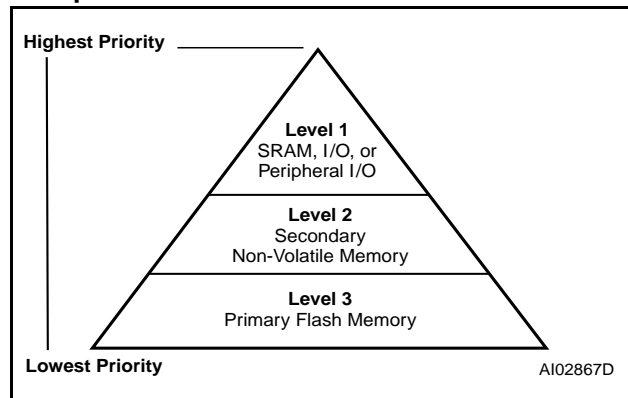 Highest Priority
Level 1
SRAM, I/O, or
Peripheral I/O
Level 2
Secondary
Non-Volatile Memory
Level 3
Primary Flash Memory
Lowest Priority
AI02867D